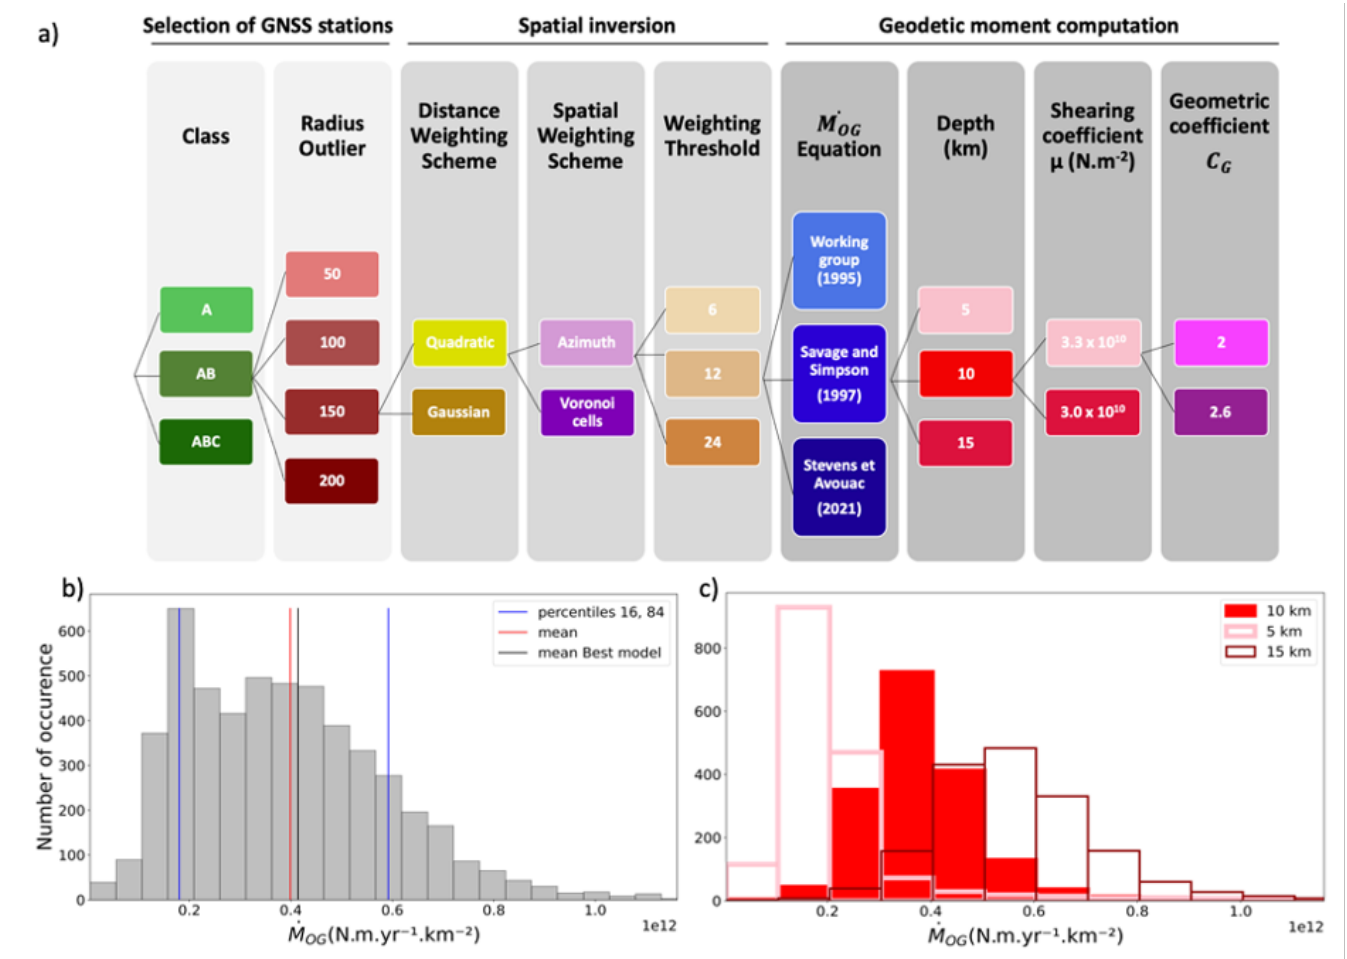 a)
Selection of GNSS stations
Spatial inversion
Geodetic moment computation
Class
Radius
Outlier
Distance
Weighting
Scheme
Spatial
Weighting
Scheme
Weighting
Threshold
Ṁ_OG
Equation
Depth
(km)
Shearing
coefficient
µ (N.m⁻²)
Geometric
coefficient
C_G
A
AB
ABC
50
100
150
200
Quadratic
Gaussian
Azimuth
Voronoi
cells
6
12
24
Working
group
(1995)
Savage and
Simpson
(1997)
Stevens et
Avouac
(2021)
5
10
15
3.3 x 10¹⁰
3.0 x 10¹⁰
2
2.6
b)
Number of occurence
600
500
400
300
200
100
0
0.2
0.4
0.6
0.8
1.0
1e12
Ṁ_OG(N.m.yr⁻¹.km⁻²)
percentiles 16, 84
mean
mean Best model
c)
800
600
400
200
0
0.2
0.4
0.6
0.8
1.0
1e12
Ṁ_OG(N.m.yr⁻¹.km⁻²)
10 km
5 km
15 km